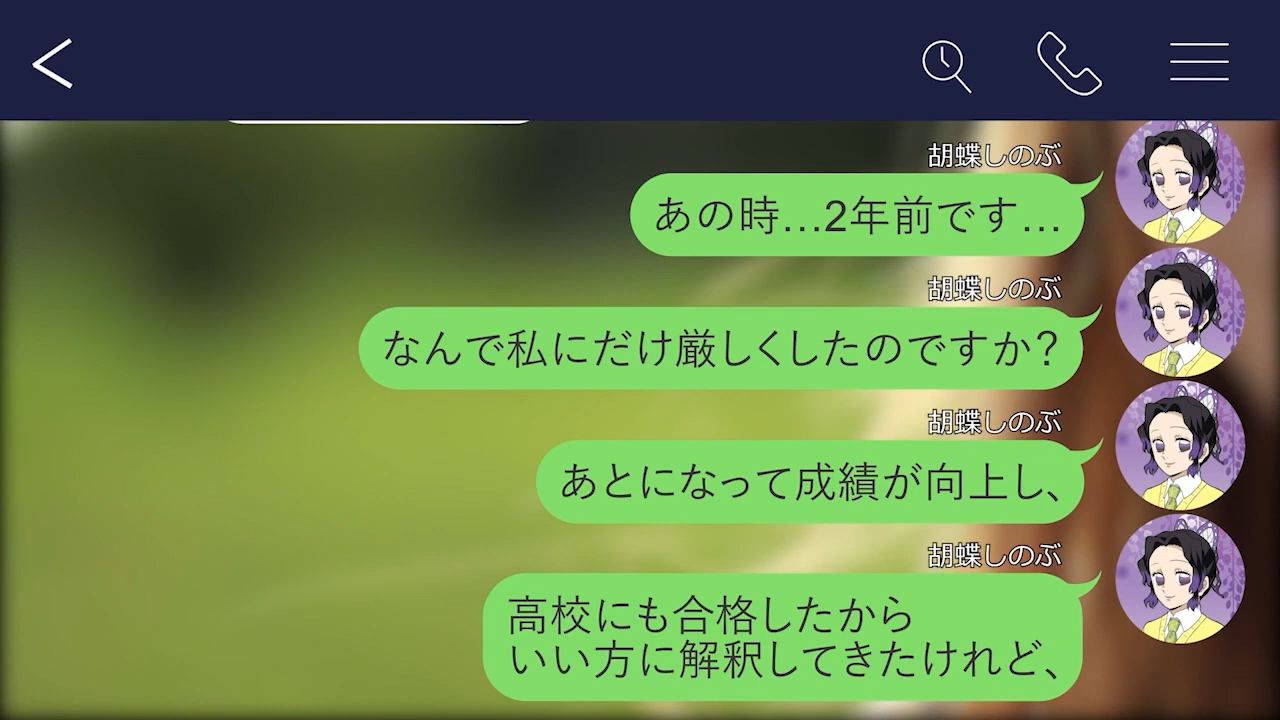 胡蝶しのぶ
あの時…2年前です…
胡蝶しのぶ
なんで私にだけ厳しくしたのですか?
胡蝶しのぶ
あとになって成績が向上し、
胡蝶しのぶ
高校にも合格したから
いい方に解釈してきたけれど、